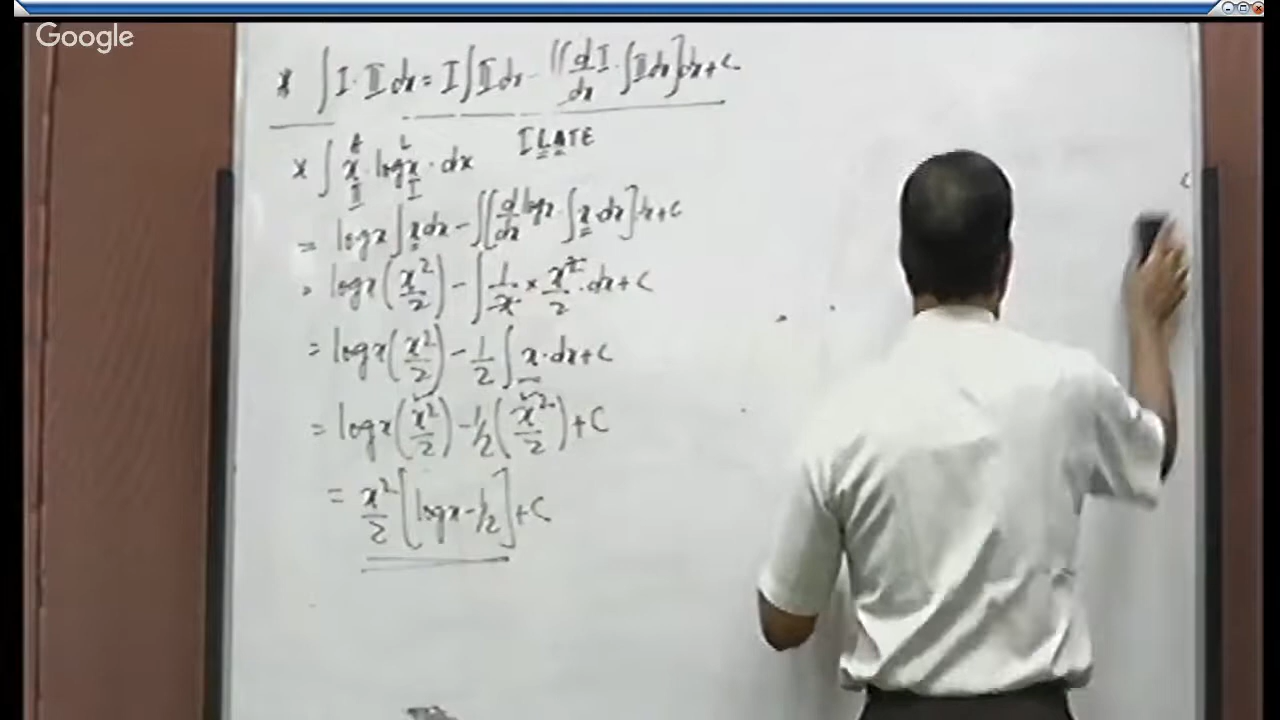 Google
* ∫ I · II dx = I ∫ II dx - ∫[d/dx I · ∫ II dx] dx + C
ILATE
A L
* ∫ x · log x · dx
II I
= log x ∫ x dx - ∫[d/dx log x · ∫ x · dx] dx + C
= log x (x²/2) - ∫ 1/x × x²/2 · dx + C
= log x (x²/2) - 1/2 ∫ x · dx + C
= log x (x²/2) - 1/2 (x²/2) + C
= x²/2 [log x - 1/2] + C